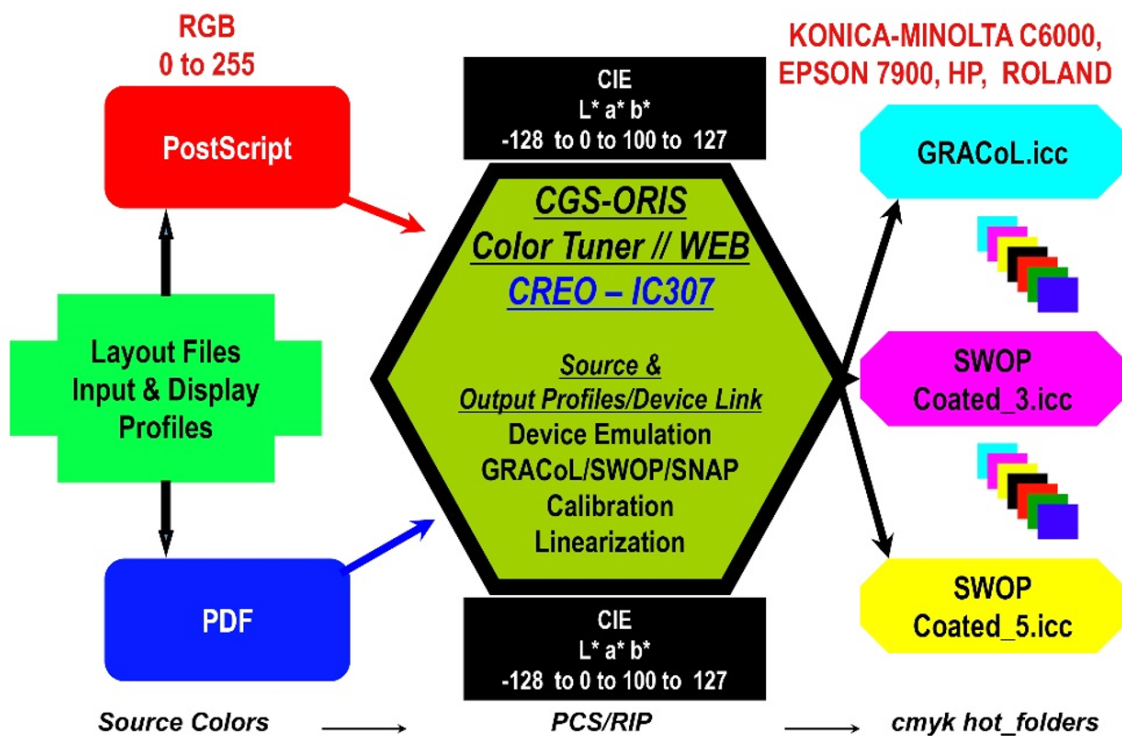 RGB
0 to 255
PostScript
Layout Files
Input & Display
Profiles
PDF
CIE
L* a* b*
-128  to 0 to 100 to  127
CGS-ORIS
Color Tuner // WEB
CREO – IC307
Source &
Output Profiles/Device Link
Device Emulation
GRACoL/SWOP/SNAP
Calibration
Linearization
CIE
L* a* b*
-128  to 0 to 100 to  127
KONICA-MINOLTA C6000,
EPSON 7900, HP,  ROLAND
GRACoL.icc
SWOP
Coated_3.icc
SWOP
Coated_5.icc
Source Colors
PCS/RIP
cmyk hot_folders